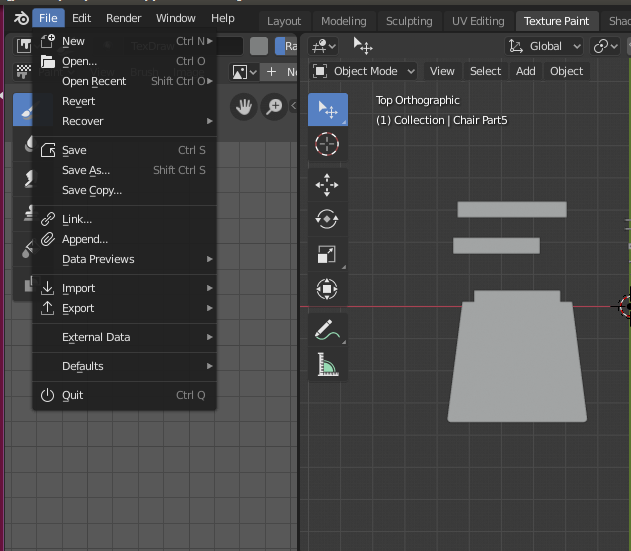 File Edit Render Window Help Layout Modeling Sculpting UV Editing Texture Paint Shad
New Ctrl N
Open... Ctrl O
Open Recent Shift Ctrl O
Revert
Recover
Save Ctrl S
Save As... Shift Ctrl S
Save Copy...
Link...
Append...
Data Previews
Import
Export
External Data
Defaults
Quit Ctrl Q
Ra
+ Ne
Global
Object Mode View Select Add Object
Top Orthographic
(1) Collection | Chair Part5